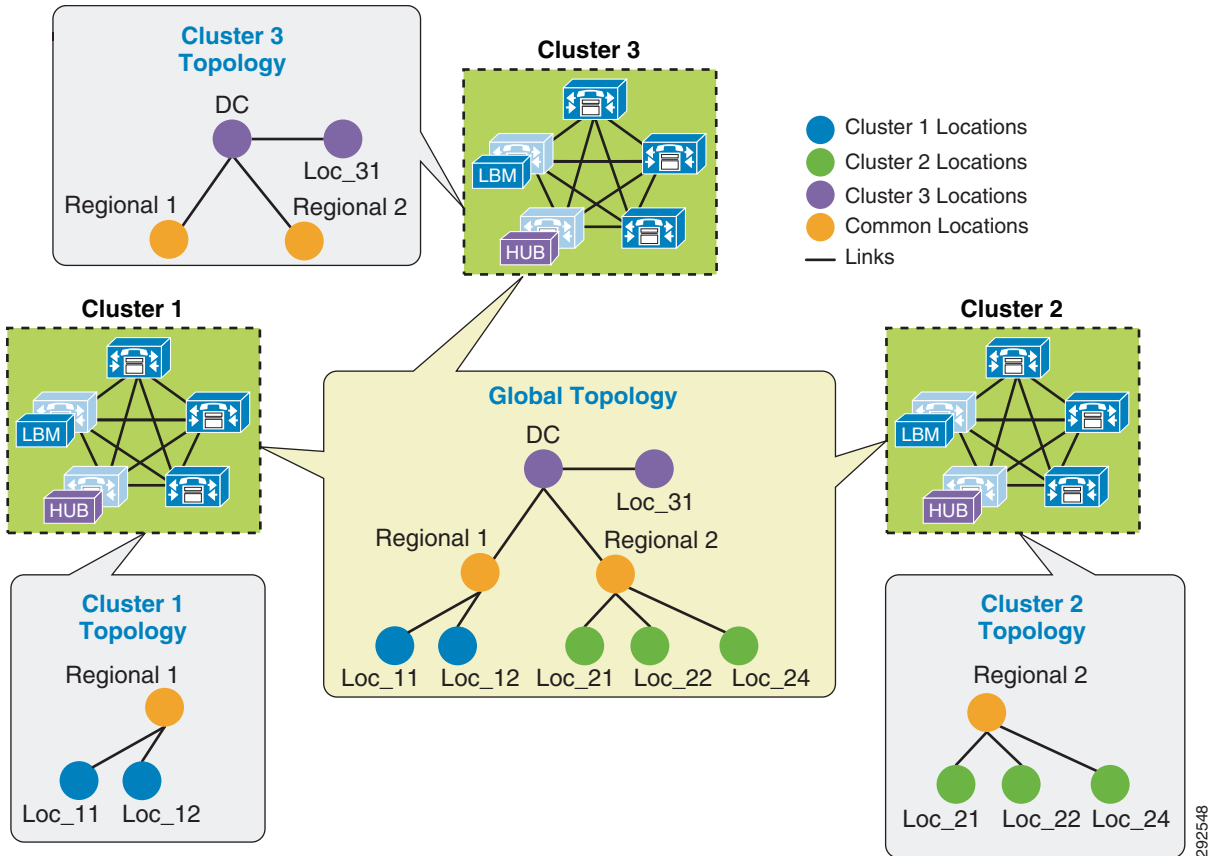 Cluster 3
Topology
DC
Loc_31
Regional 1
Regional 2
Cluster 3
LBM
HUB
Cluster 1 Locations
Cluster 2 Locations
Cluster 3 Locations
Common Locations
Links
Cluster 1
LBM
HUB
Cluster 2
LBM
HUB
Global Topology
DC
Loc_31
Regional 1
Regional 2
Loc_11
Loc_12
Loc_21
Loc_22
Loc_24
Cluster 1
Topology
Regional 1
Loc_11
Loc_12
Cluster 2
Topology
Regional 2
Loc_21
Loc_22
Loc_24
292548